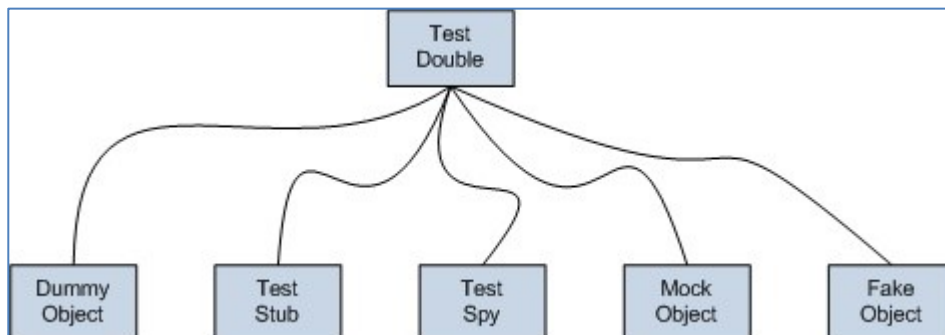 Test
Double
Dummy
Object
Test
Stub
Test
Spy
Mock
Object
Fake
Object